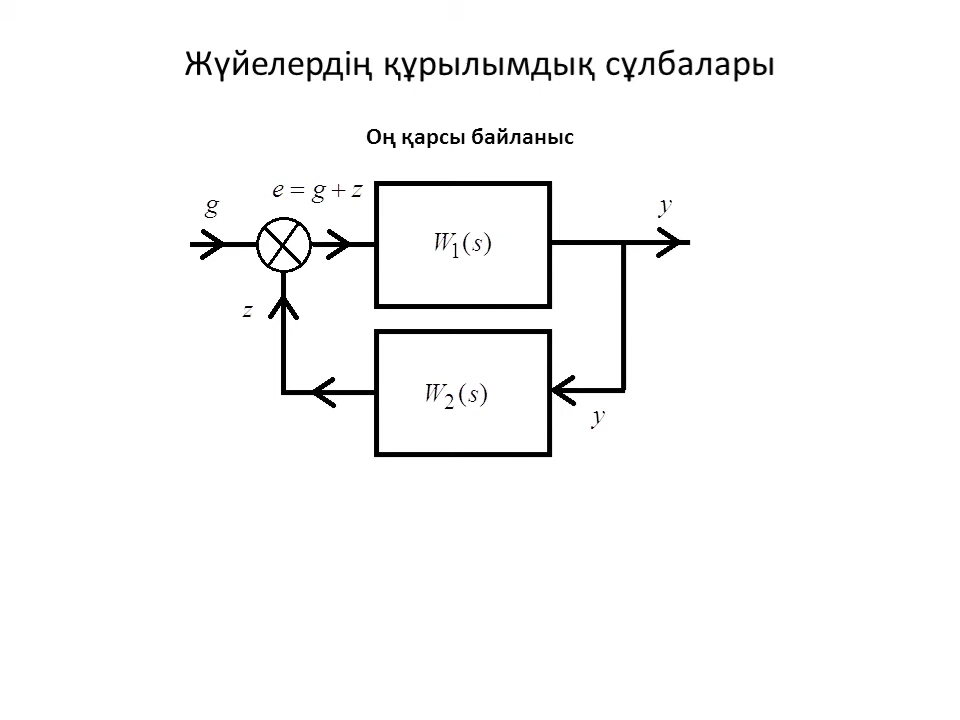 Жүйелердің құрылымдық сұлбалары
Оң қарсы байланыс
e = g + z
g
y
W₁(s)
z
W₂(s)
y